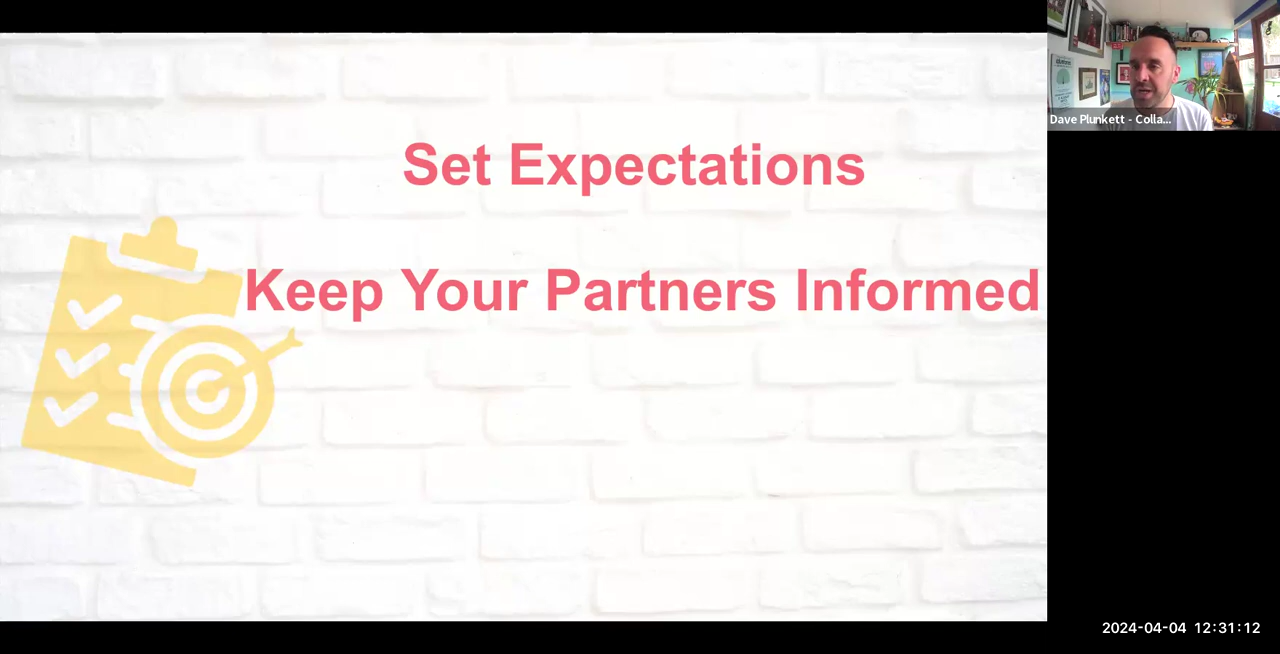 Set Expectations
Keep Your Partners Informed
Dave Plunkett - Colla...
2024-04-04 12:31:12